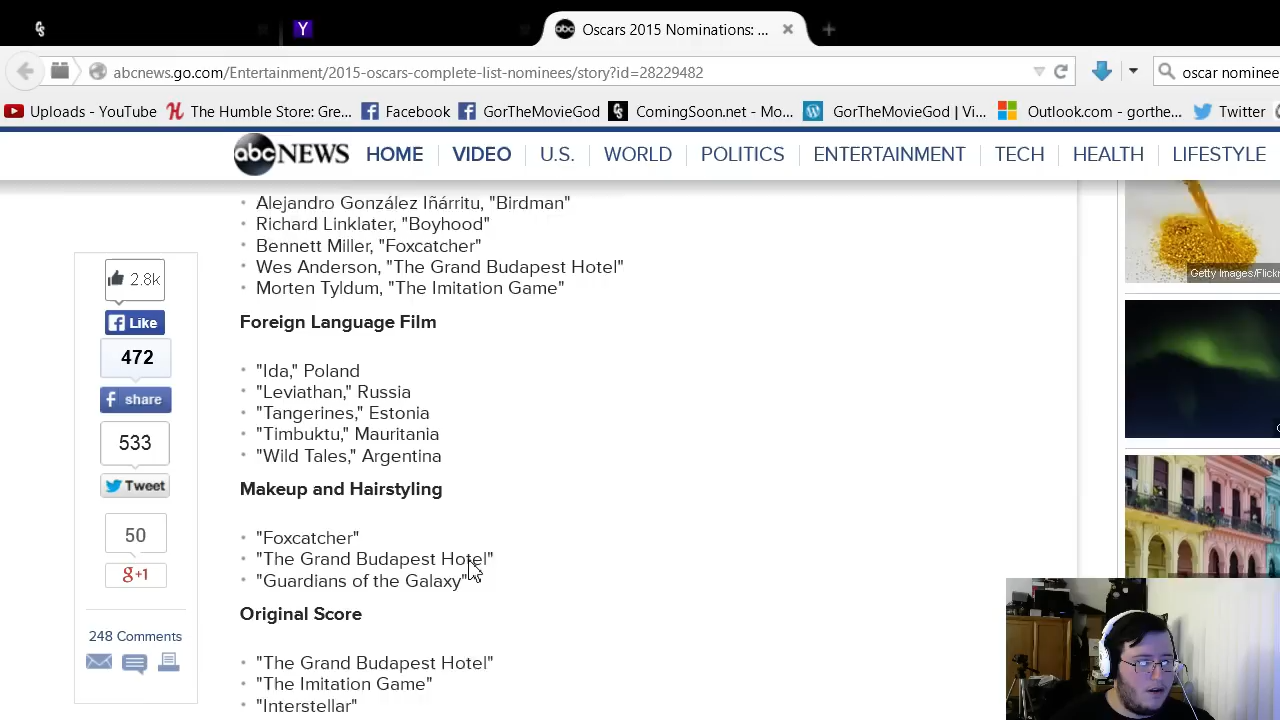 Y
abc
Oscars 2015 Nominations: ...
abcnews.go.com/Entertainment/2015-oscars-complete-list-nominees/story?id=28229482
oscar nominee
Uploads - YouTube
The Humble Store: Gre...
Facebook
GorTheMovieGod
ComingSoon.net - Mo...
GorTheMovieGod | Vi...
Outlook.com - gorthe...
Twitter
abc NEWS
HOME
VIDEO
U.S.
WORLD
POLITICS
ENTERTAINMENT
TECH
HEALTH
LIFESTYLE
Alejandro González Iñárritu, "Birdman"
Richard Linklater, "Boyhood"
Bennett Miller, "Foxcatcher"
Wes Anderson, "The Grand Budapest Hotel"
Morten Tyldum, "The Imitation Game"
Foreign Language Film
"Ida," Poland
"Leviathan," Russia
"Tangerines," Estonia
"Timbuktu," Mauritania
"Wild Tales," Argentina
Makeup and Hairstyling
"Foxcatcher"
"The Grand Budapest Hotel"
"Guardians of the Galaxy"
Original Score
"The Grand Budapest Hotel"
"The Imitation Game"
"Interstellar"
2.8k
Like
472
share
533
Tweet
50
g+1
248 Comments
Getty Images/Flickr